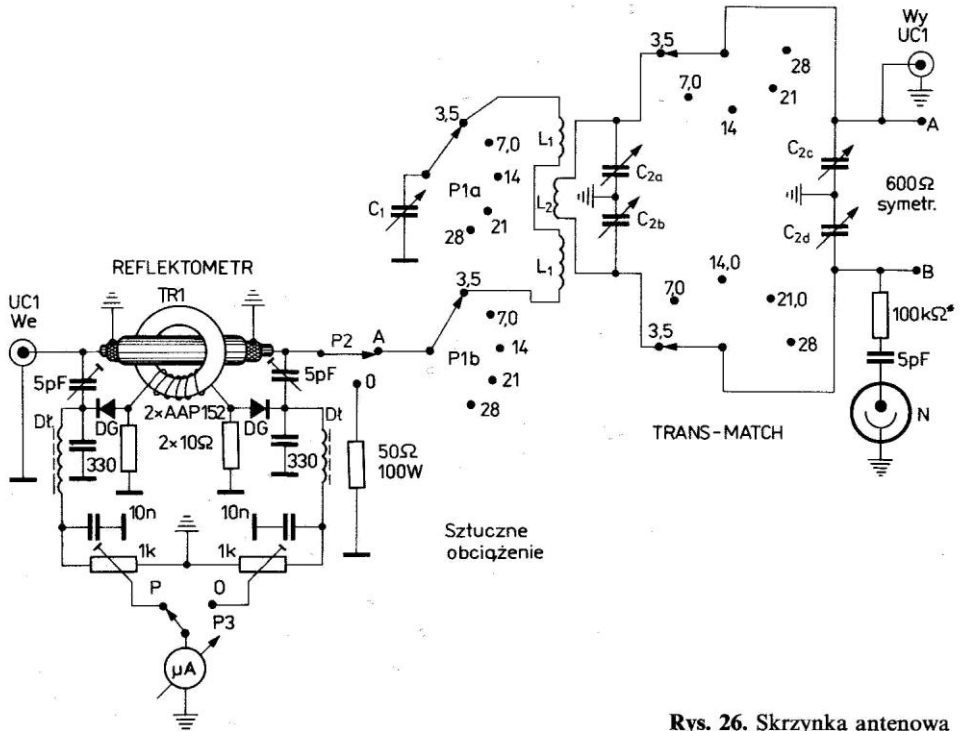 Wy
UC1
28
21
14
7,0
3,5
A
C₂c
600Ω
symetr.
C₂d
B
100kΩ*
5pF
N
3,5
7,0
14
P1a
21
28
C₁
L₁
L₂
L₁
C₂a
C₂b
14,0
7,0
21,0
3,5
28
TRANS-MATCH
3,5
7,0
P1b
14
21
28
REFLEKTOMETR
TR1
UC1
We
P2
A
0
5pF
5pF
Dł
DG
2×AAP152
DG
Dł
330
2×10Ω
330
50Ω
100W
10n
10n
1k
1k
Sztuczne
obciążenie
P
O
P3
μA
Rys. 26. Skrzynka antenowa